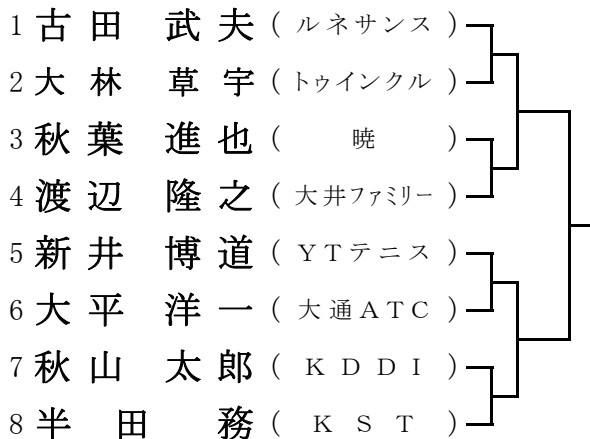 1 古田 武夫 ( ルネサンス )
2 大林 草宇 ( トゥインクル )
3 秋葉 進也 ( 暁 )
4 渡辺 隆之 ( 大井ファミリー )
5 新井 博道 ( YTテニス )
6 大平 洋一 ( 大通ATC )
7 秋山 太郎 ( KDDI )
8 半田 務 ( KST )